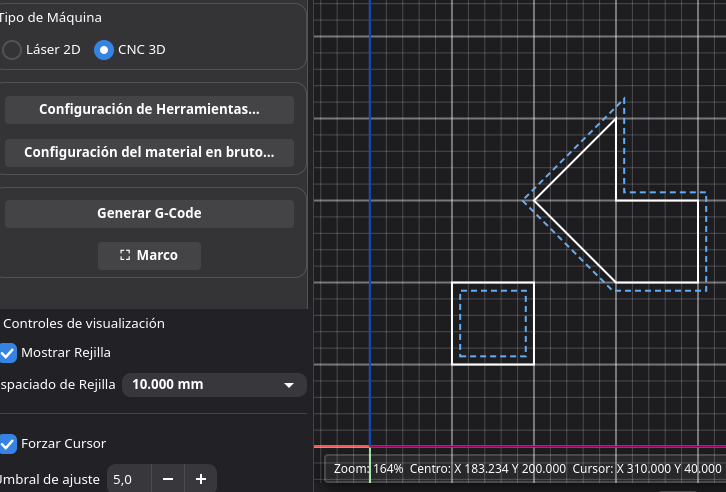 Tipo de Máquina
Láser 2D
CNC 3D
Configuración de Herramientas...
Configuración del material en bruto...
Generar G-Code
Marco
Controles de visualización
Mostrar Rejilla
spaciado de Rejilla
10.000 mm
Forzar Cursor
Umbral de ajuste
5,0
Zoom: 164% Centro: X 183.234 Y 200.000 Cursor: X 310.000 Y 40.000